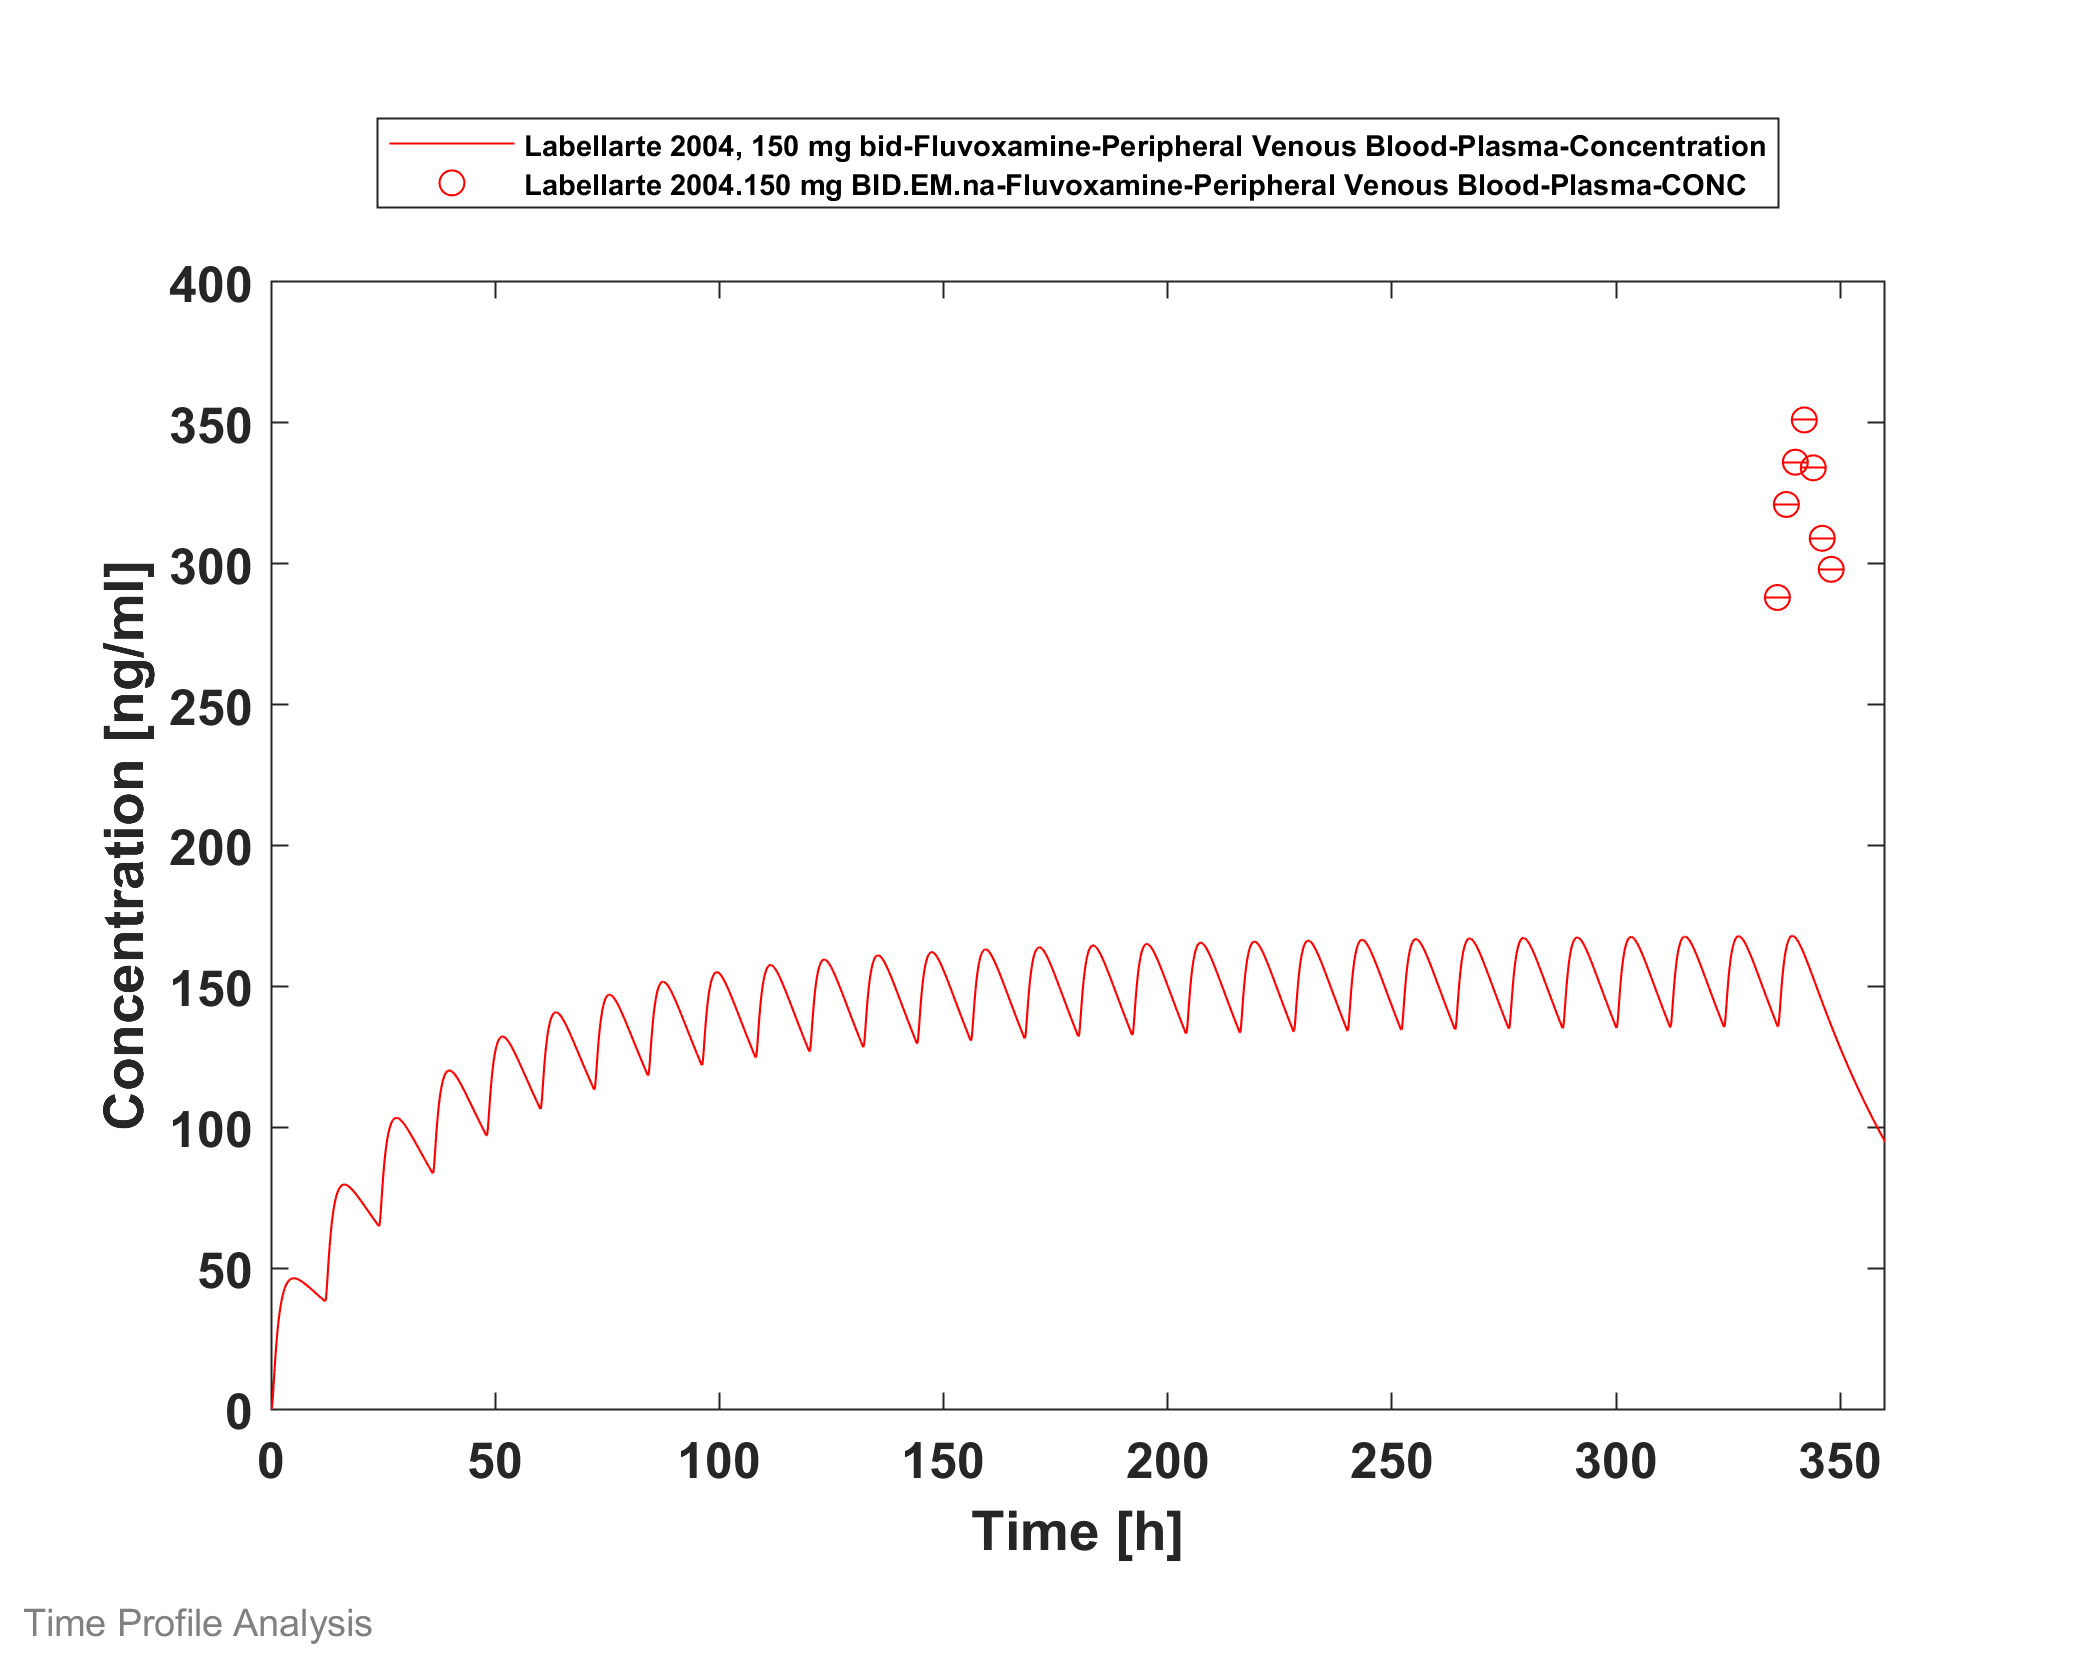 Labellarte 2004, 150 mg bid-Fluvoxamine-Peripheral Venous Blood-Plasma-Concentration
Labellarte 2004.150 mg BID.EM.na-Fluvoxamine-Peripheral Venous Blood-Plasma-CONC
400
350
300
250
200
150
100
50
0
Concentration [ng/ml]
0 50 100 150 200 250 300 350
Time [h]
Time Profile Analysis